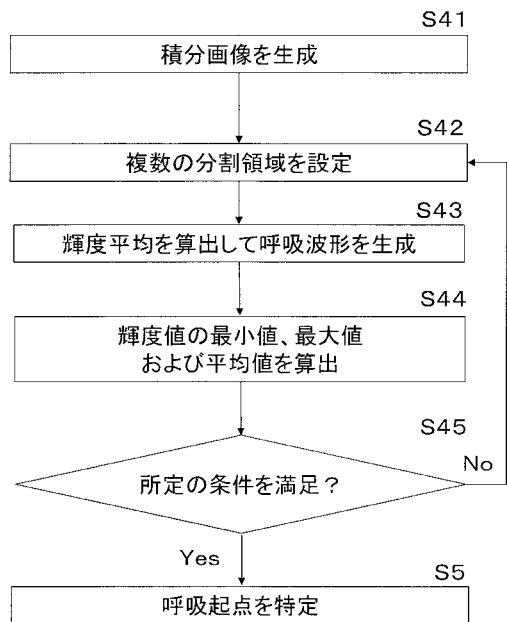 S41
積分画像を生成
S42
複数の分割領域を設定
S43
輝度平均を算出して呼吸波形を生成
S44
輝度値の最小値、最大値
および平均値を算出
S45
所定の条件を満足?
No
Yes
S5
呼吸起点を特定